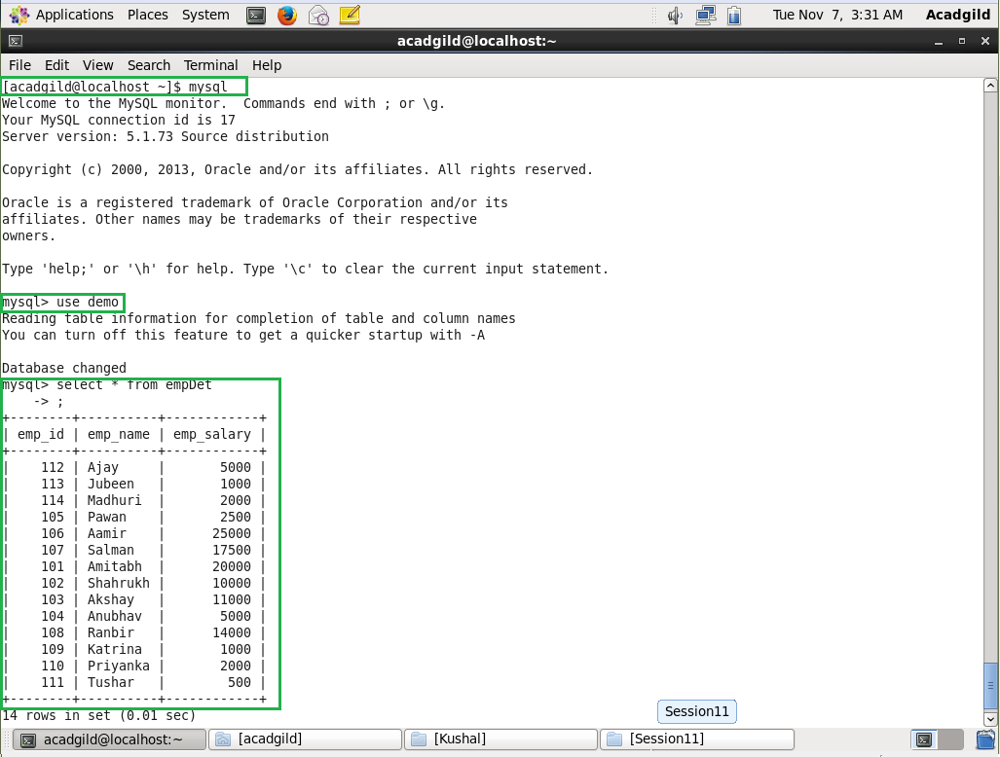 Applications Places System Tue Nov 7, 3:31 AM Acadgild
acadgild@localhost:~
File Edit View Search Terminal Help
[acadgild@localhost ~]$ mysql
Welcome to the MySQL monitor.  Commands end with ; or \g.
Your MySQL connection id is 17
Server version: 5.1.73 Source distribution
Copyright (c) 2000, 2013, Oracle and/or its affiliates. All rights reserved.
Oracle is a registered trademark of Oracle Corporation and/or its
affiliates. Other names may be trademarks of their respective
owners.
Type 'help;' or '\h' for help. Type '\c' to clear the current input statement.
mysql> use demo
Reading table information for completion of table and column names
You can turn off this feature to get a quicker startup with -A
Database changed
mysql> select * from empDet
    -> ;
+--------+----------+------------+
| emp_id | emp_name | emp_salary |
+--------+----------+------------+
|    112 | Ajay     |       5000 |
|    113 | Jubeen   |       1000 |
|    114 | Madhuri  |       2000 |
|    105 | Pawan    |       2500 |
|    106 | Aamir    |      25000 |
|    107 | Salman   |      17500 |
|    101 | Amitabh  |      20000 |
|    102 | Shahrukh |      10000 |
|    103 | Akshay   |      11000 |
|    104 | Anubhav  |       5000 |
|    108 | Ranbir   |      14000 |
|    109 | Katrina  |       1000 |
|    110 | Priyanka |       2000 |
|    111 | Tushar   |        500 |
+--------+----------+------------+
14 rows in set (0.01 sec)
Session11
acadgild@localhost:~ [acadgild] [Kushal] [Session11]